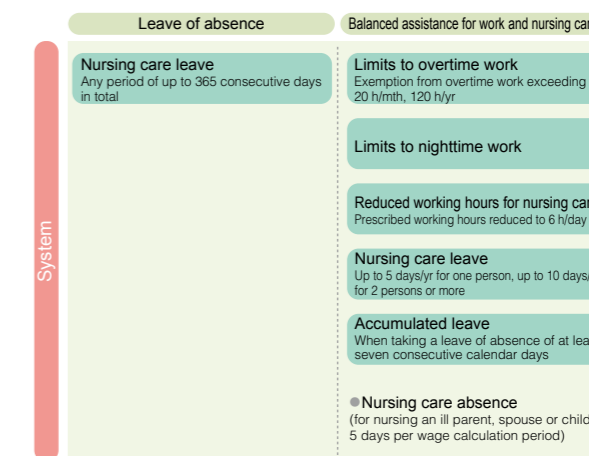 Leave of absence
Balanced assistance for work and nursing
System
Nursing care leave
Any period of up to 365 consecutive days
in total
Limits to overtime work
Exemption from overtime work exceeding
20 h/mth, 120 h/yr
Limits to nighttime work
Reduced working hours for nursing
Prescribed working hours reduced to 6 h/day
Nursing care leave
Up to 5 days/yr for one person, up to 10 days/
for 2 persons or more
Accumulated leave
When taking a leave of absence of at
seven consecutive calendar days
●Nursing care absence
(for nursing an ill parent, spouse or child
5 days per wage calculation period)